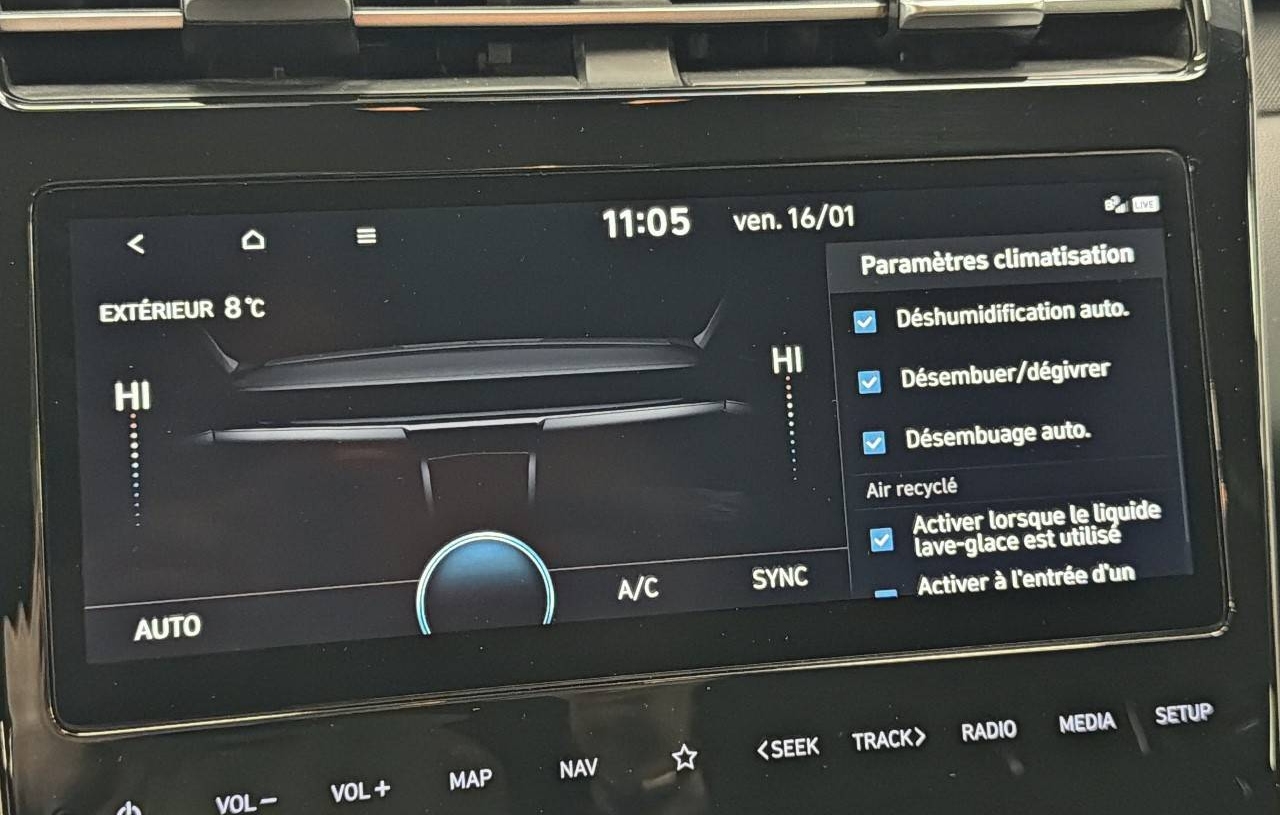 11:05 ven. 16/01
LIVE
Paramètres climatisation
EXTÉRIEUR 8°C
HI
HI
Déshumidification auto.
Désembuer/dégivrer
Désembuage auto.
Air recyclé
Activer lorsque le liquide
lave-glace est utilisé
Activer à l'entrée d'un
AUTO
A/C
SYNC
VOL−
VOL+
MAP
NAV
<SEEK
TRACK>
RADIO
MEDIA
SETUP